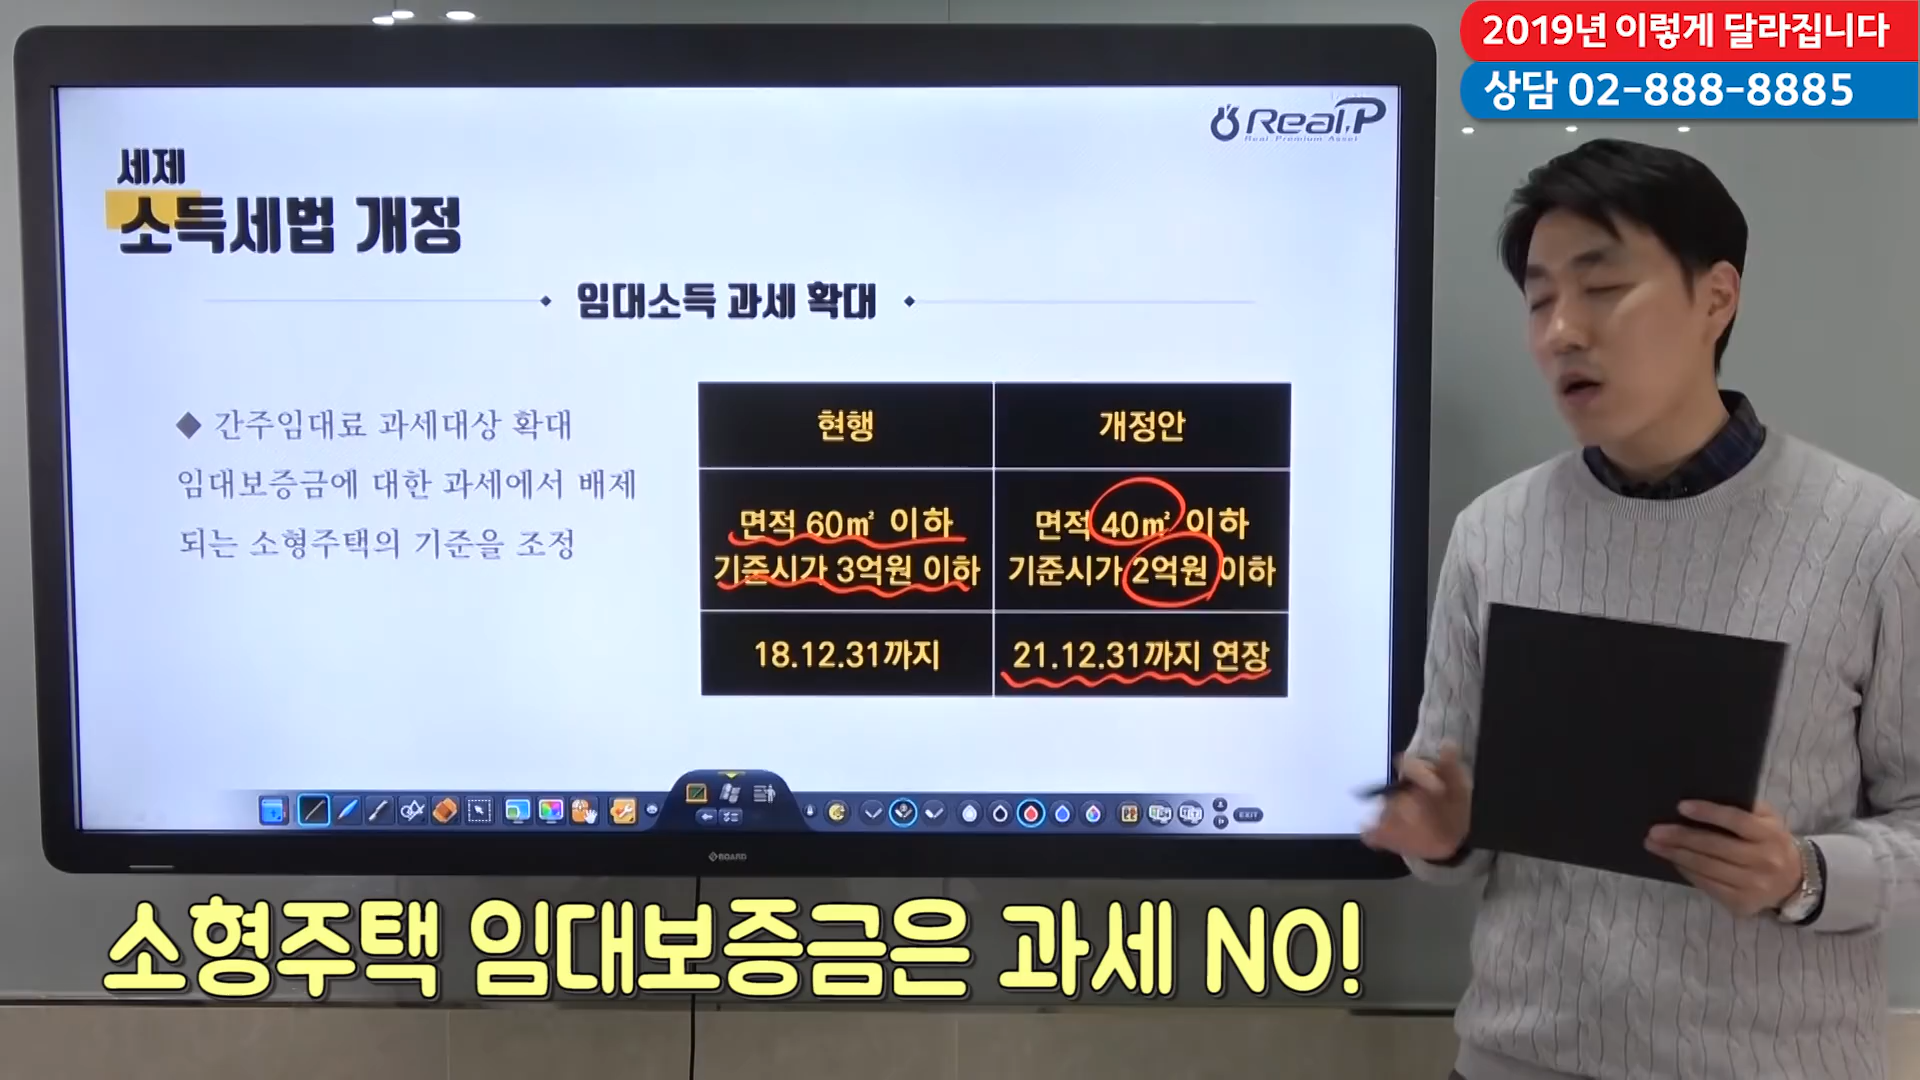 2019년 이렇게 달라집니다
상담 02-888-8885
Real.P
Real Premium Asset
세제
소득세법 개정
임대소득 과세 확대
◆ 간주임대료 과세대상 확대
임대보증금에 대한 과세에서 배제
되는 소형주택의 기준을 조정
현행
개정안
면적 60㎡ 이하
기준시가 3억원 이하
면적 40㎡ 이하
기준시가 2억원 이하
18.12.31까지
21.12.31까지 연장
EXIT
BOARD
소형주택 임대보증금은 과세 NO!